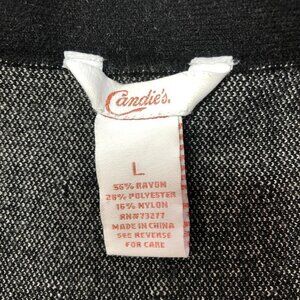 Candie's.
L
56% RAYON
28% POLYESTER
16% NYLON
RN#73277
MADE IN CHINA
SEE REVERSE
FOR CARE